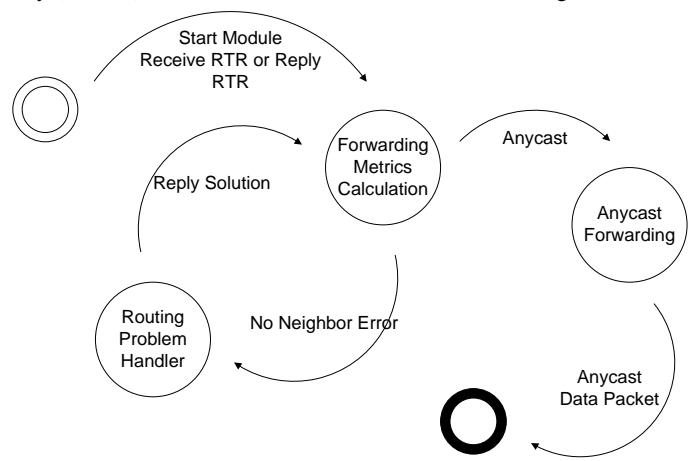 Start Module
Receive RTR or Reply
RTR
Forwarding
Metrics
Calculation
Anycast
Reply Solution
Anycast
Forwarding
Routing
Problem
Handler
No Neighbor Error
Anycast
Data Packet